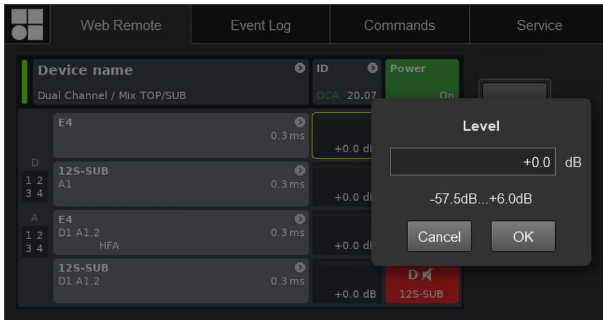 Web Remote
Event Log
Commands
Service
Device name
Dual Channel / Mix TOP/SUB
ID
OCA 20.07
Power
On
E4
0.3 ms
+0.0 dB
D
1 2
3 4
12S-SUB
A1
0.3 ms
+0.0 dB
A
1 2
3 4
E4
D1 A1,2
HFA
0.3 ms
+0.0 dB
12S-SUB
D1 A1,2
0.3 ms
+0.0 dB
D
12S-SUB
Level
+0.0 dB
-57.5dB...+6.0dB
Cancel
OK